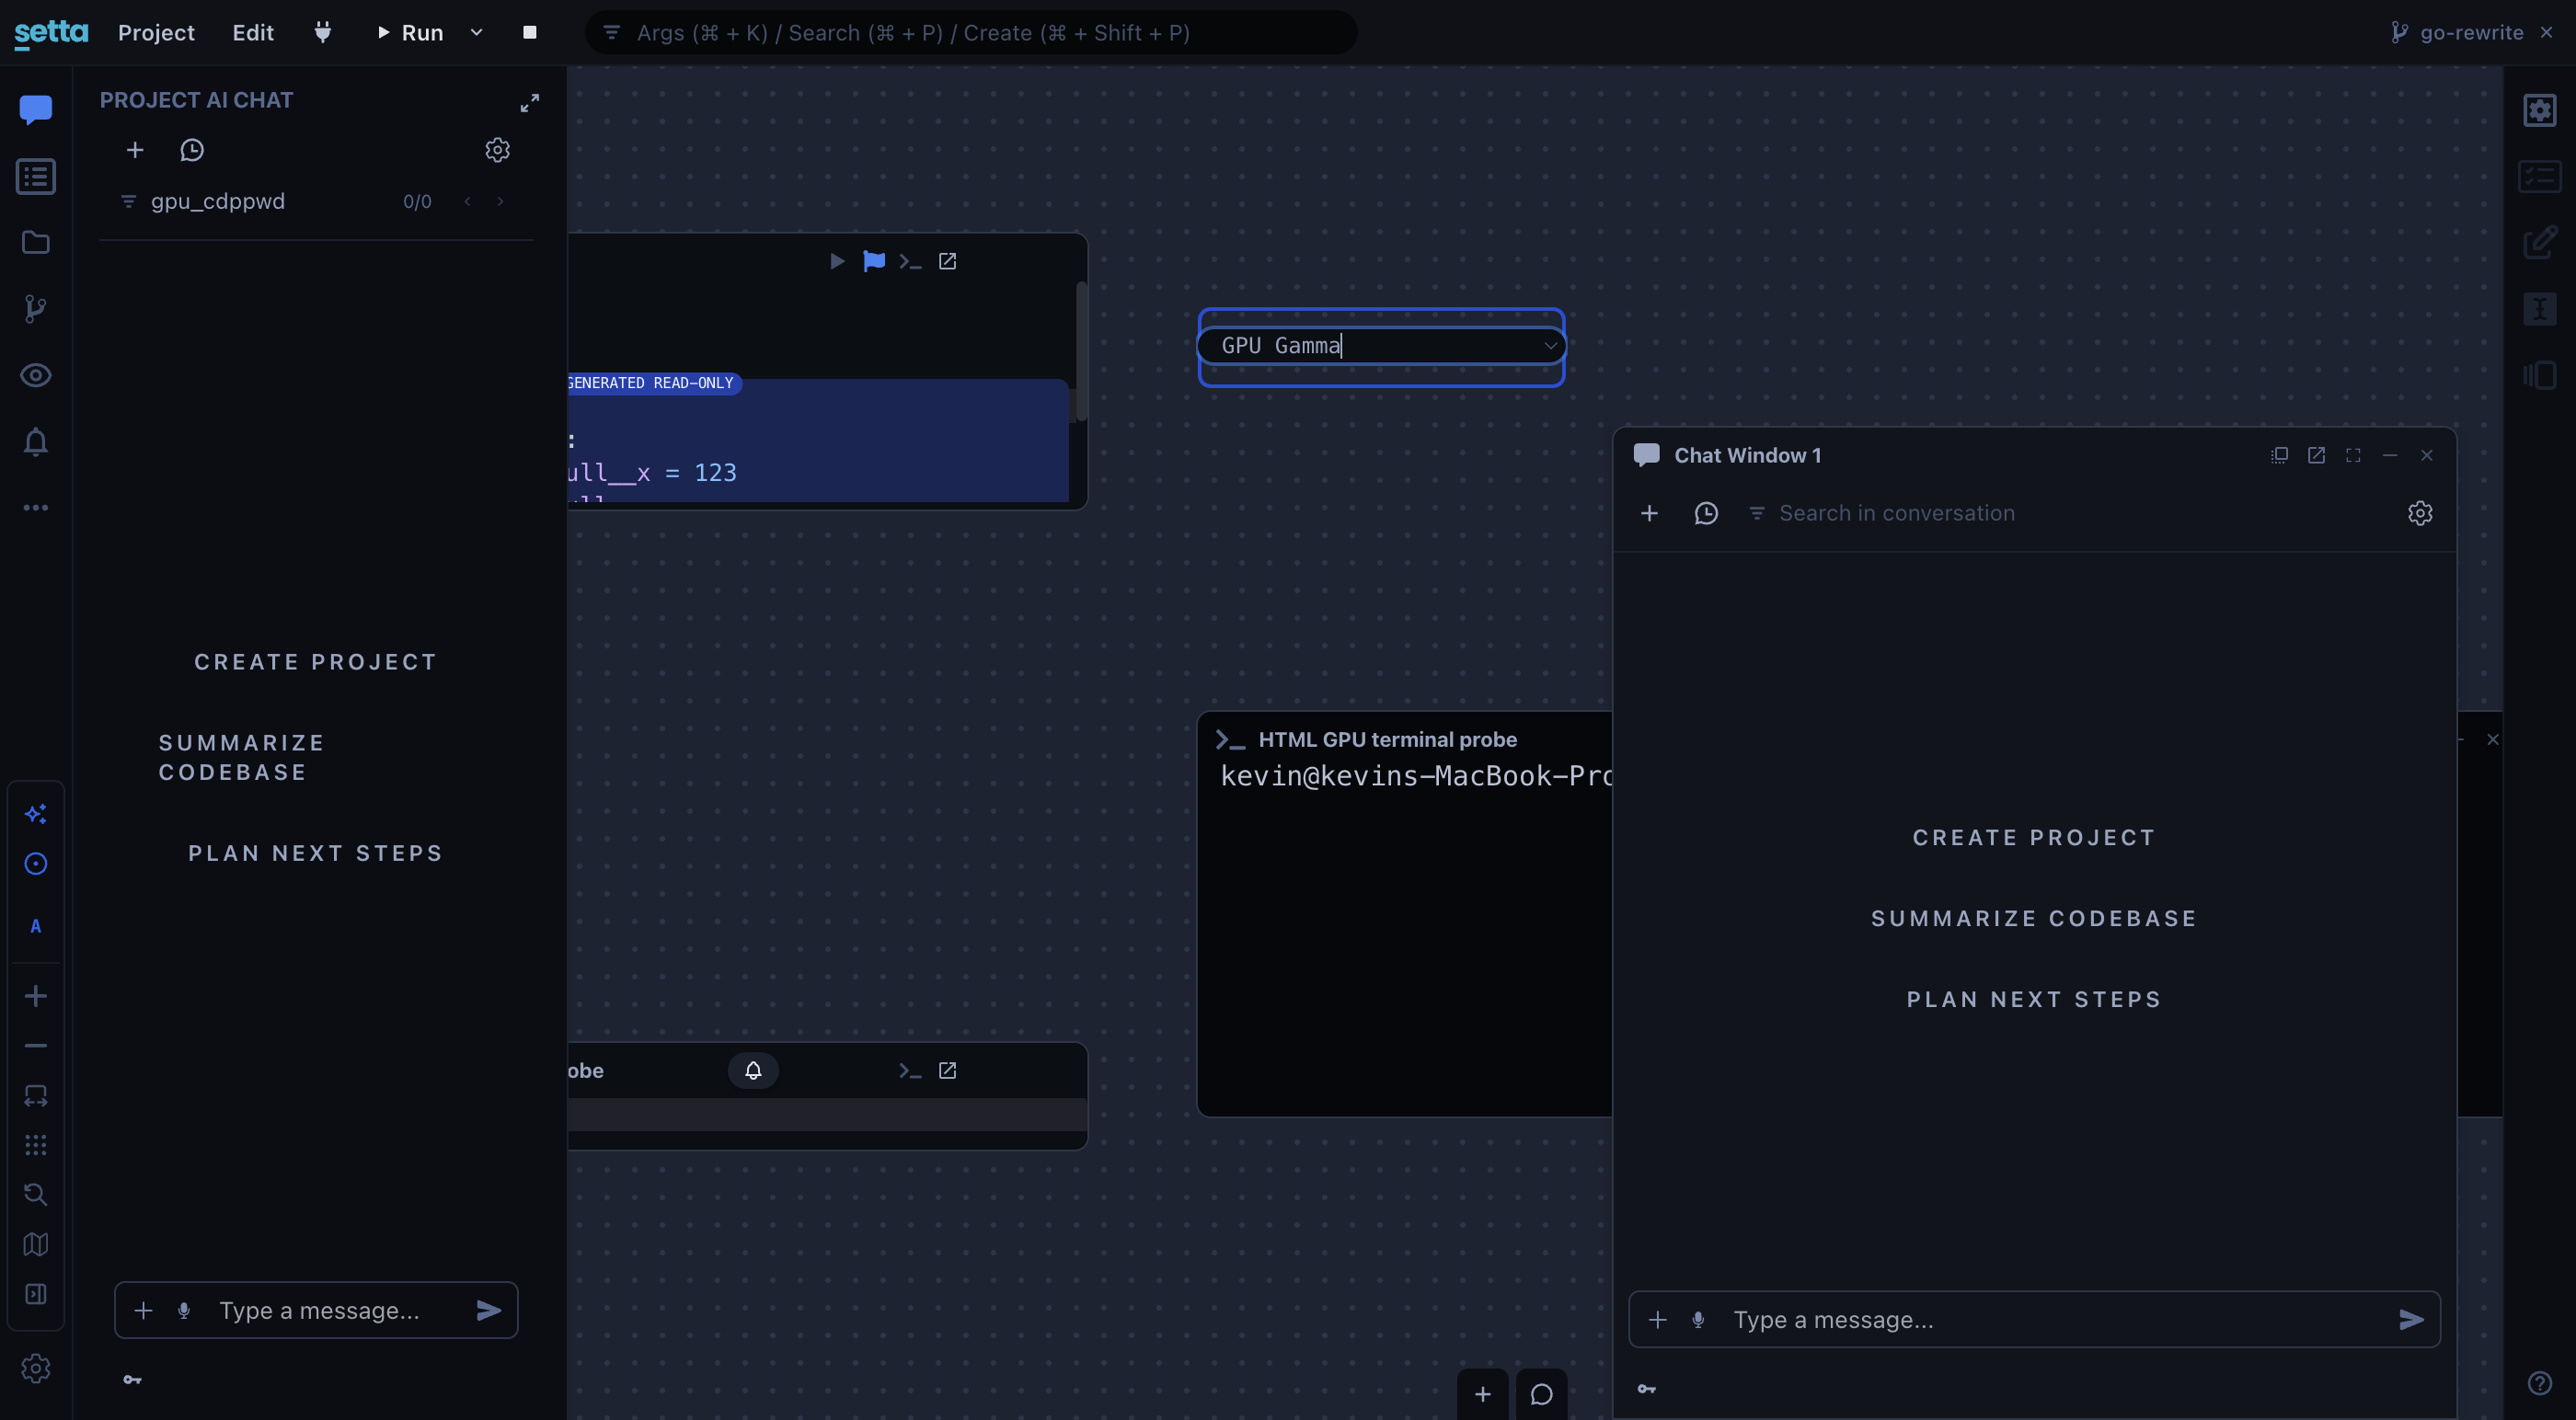 setta Project Edit Run Args (⌘ + K) / Search (⌘ + P) / Create (⌘ + Shift + P) go-rewrite
PROJECT AI CHAT
gpu_cdppwd 0/0
CREATE PROJECT
SUMMARIZE
CODEBASE
PLAN NEXT STEPS
A
Type a message...
GENERATED READ-ONLY
:
ull__x = 123
GPU Gamma
obe
HTML GPU terminal probe
kevin@kevins-MacBook-Pro
Chat Window 1
Search in conversation
CREATE PROJECT
SUMMARIZE CODEBASE
PLAN NEXT STEPS
Type a message...